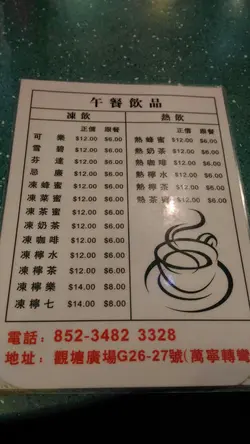 午餐飲品
凍飲 熱飲
正價 跟餐 正價 跟餐
可樂 $12.00 $6.00 熱蜂蜜 $12.00 $6.00
雪碧 $12.00 $6.00 熱奶茶 $12.00 $6.00
芬達 $12.00 $6.00 熱咖啡 $12.00 $6.00
忌廉 $12.00 $6.00 熱檸水 $12.00 $6.00
凍蜂蜜 $12.00 $6.00 熱檸茶 $12.00 $6.00
凍菜蜜 $12.00 $6.00 熱茶 $12.00 $6.00
凍茶蜜 $12.00 $6.00
凍奶茶 $12.00 $6.00
凍咖啡 $12.00 $6.00
凍檸水 $12.00 $6.00
凍檸茶 $12.00 $6.00
凍檸樂 $14.00 $8.00
凍檸七 $14.00 $8.00
電話：852-3482 3328
地址：觀塘廣場G26-27號(萬寧轉彎